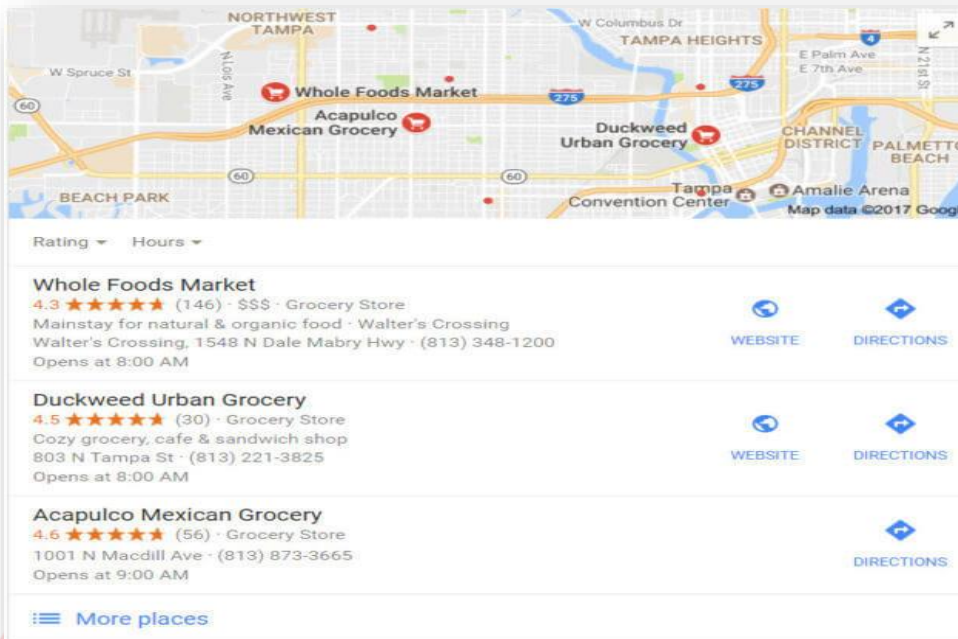 NORTHWEST
TAMPA
W Columbus Dr
TAMPA HEIGHTS
4
E Palm Ave
E 7th Ave
N 21st St
W Spruce St
N Lois Ave
60
Whole Foods Market
275
275
Acapulco
Mexican Grocery
Duckweed
Urban Grocery
CHANNEL
DISTRICT
PALMETTO
BEACH
60
60
BEACH PARK
Tampa
Convention Center
Amalie Arena
Map data ©2017 Googl
Rating Hours
Whole Foods Market
4.3 ★★★★★ (146) · $$$ · Grocery Store
Mainstay for natural & organic food · Walter's Crossing
Walter's Crossing, 1548 N Dale Mabry Hwy · (813) 348-1200
Opens at 8:00 AM
WEBSITE DIRECTIONS
Duckweed Urban Grocery
4.5 ★★★★★ (30) · Grocery Store
Cozy grocery, cafe & sandwich shop
803 N Tampa St · (813) 221-3825
Opens at 8:00 AM
WEBSITE DIRECTIONS
Acapulco Mexican Grocery
4.6 ★★★★★ (56) · Grocery Store
1001 N Macdill Ave · (813) 873-3665
Opens at 9:00 AM
DIRECTIONS
More places